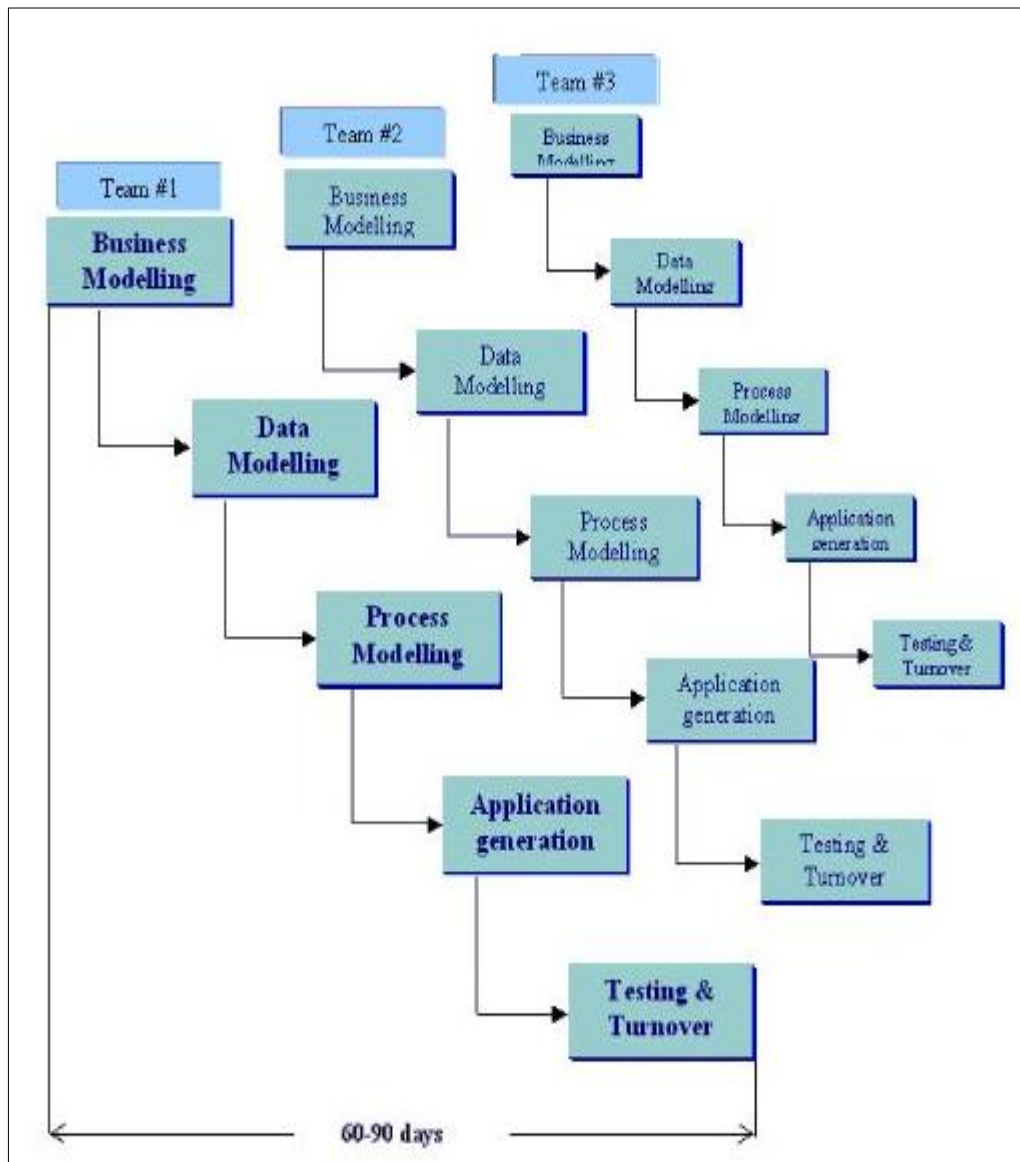 Team #1
Business
Modelling
Data
Modelling
Process
Modelling
Application
generation
Testing &
Turnover
Team #2
Business
Modelling
Data
Modelling
Process
Modelling
Application
generation
Testing &
Turnover
Team #3
Business
Modelling
Data
Modelling
Process
Modelling
Application
generation
Testing &
Turnover
60-90 days